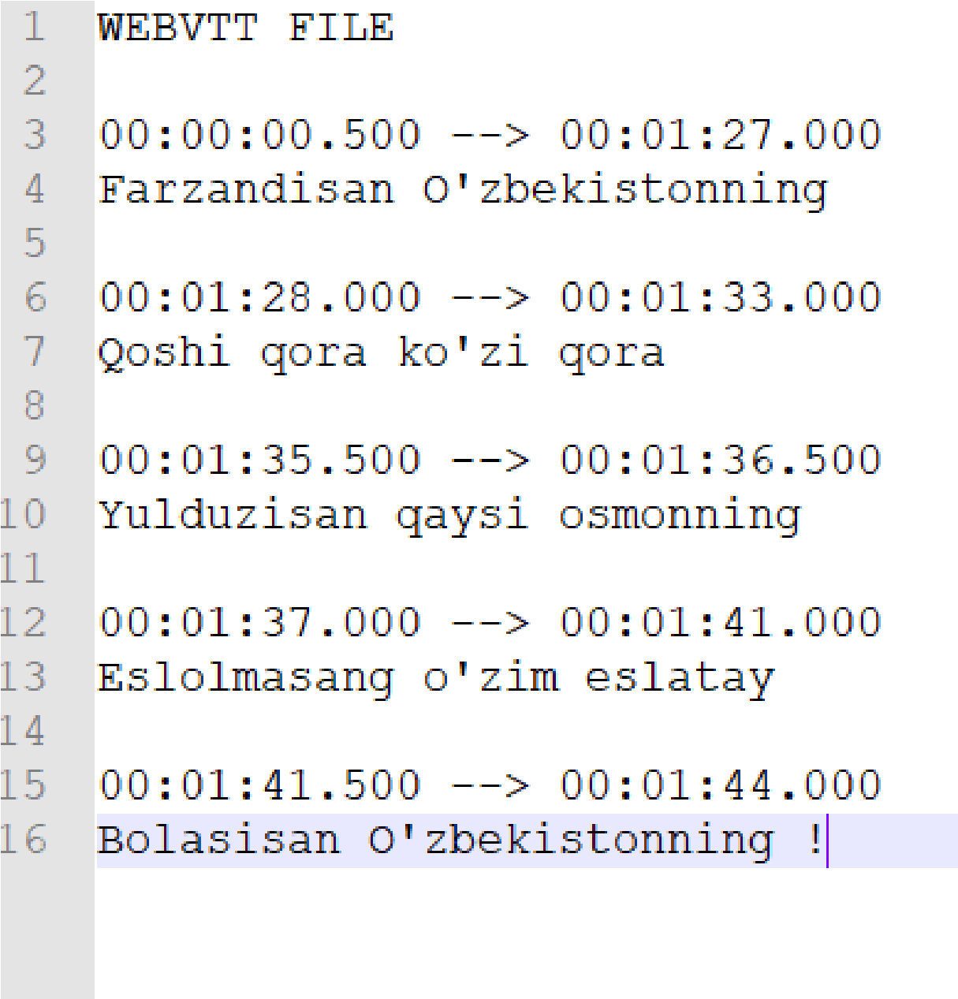 1 WEBVTT FILE
2
3 00:00:00.500 --> 00:01:27.000
4 Farzandisan O'zbekistonning
5
6 00:01:28.000 --> 00:01:33.000
7 Qoshi qora ko'zi qora
8
9 00:01:35.500 --> 00:01:36.500
10 Yulduzisan qaysi osmonning
11
12 00:01:37.000 --> 00:01:41.000
13 Eslolmasang o'zim eslatay
14
15 00:01:41.500 --> 00:01:44.000
16 Bolasisan O'zbekistonning !